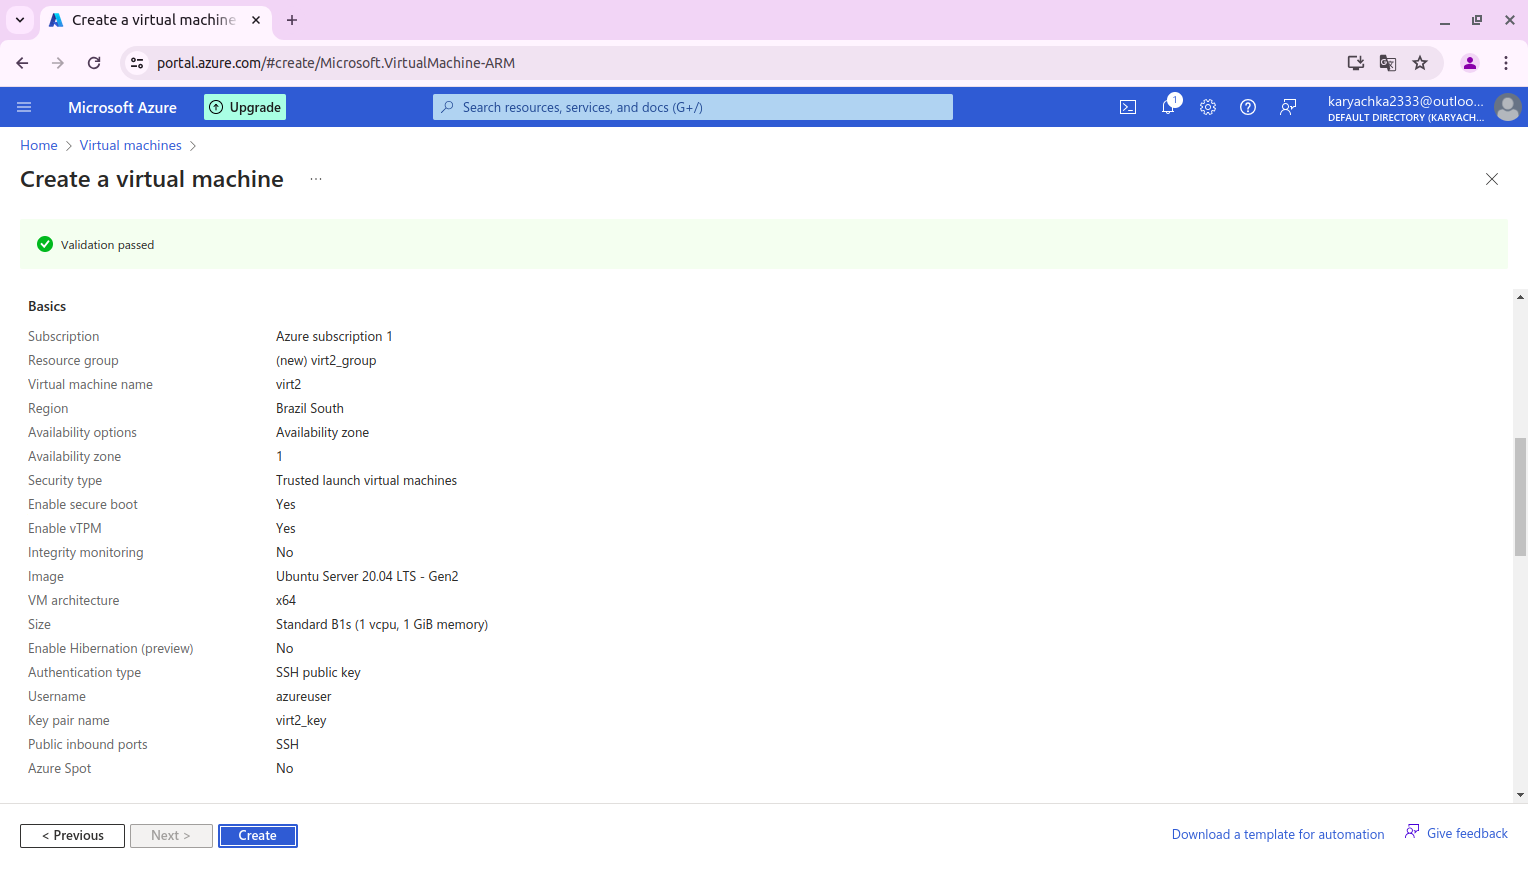 Create a virtual machine
portal.azure.com/#create/Microsoft.VirtualMachine-ARM
Microsoft Azure
Upgrade
Search resources, services, and docs (G+/)
1
karyachka2333@outloo...
DEFAULT DIRECTORY (KARYACH...
Home > Virtual machines >
Create a virtual machine ...
Validation passed
Basics
Subscription Azure subscription 1
Resource group (new) virt2_group
Virtual machine name virt2
Region Brazil South
Availability options Availability zone
Availability zone 1
Security type Trusted launch virtual machines
Enable secure boot Yes
Enable vTPM Yes
Integrity monitoring No
Image Ubuntu Server 20.04 LTS - Gen2
VM architecture x64
Size Standard B1s (1 vcpu, 1 GiB memory)
Enable Hibernation (preview) No
Authentication type SSH public key
Username azureuser
Key pair name virt2_key
Public inbound ports SSH
Azure Spot No
< Previous Next > Create Download a template for automation Give feedback